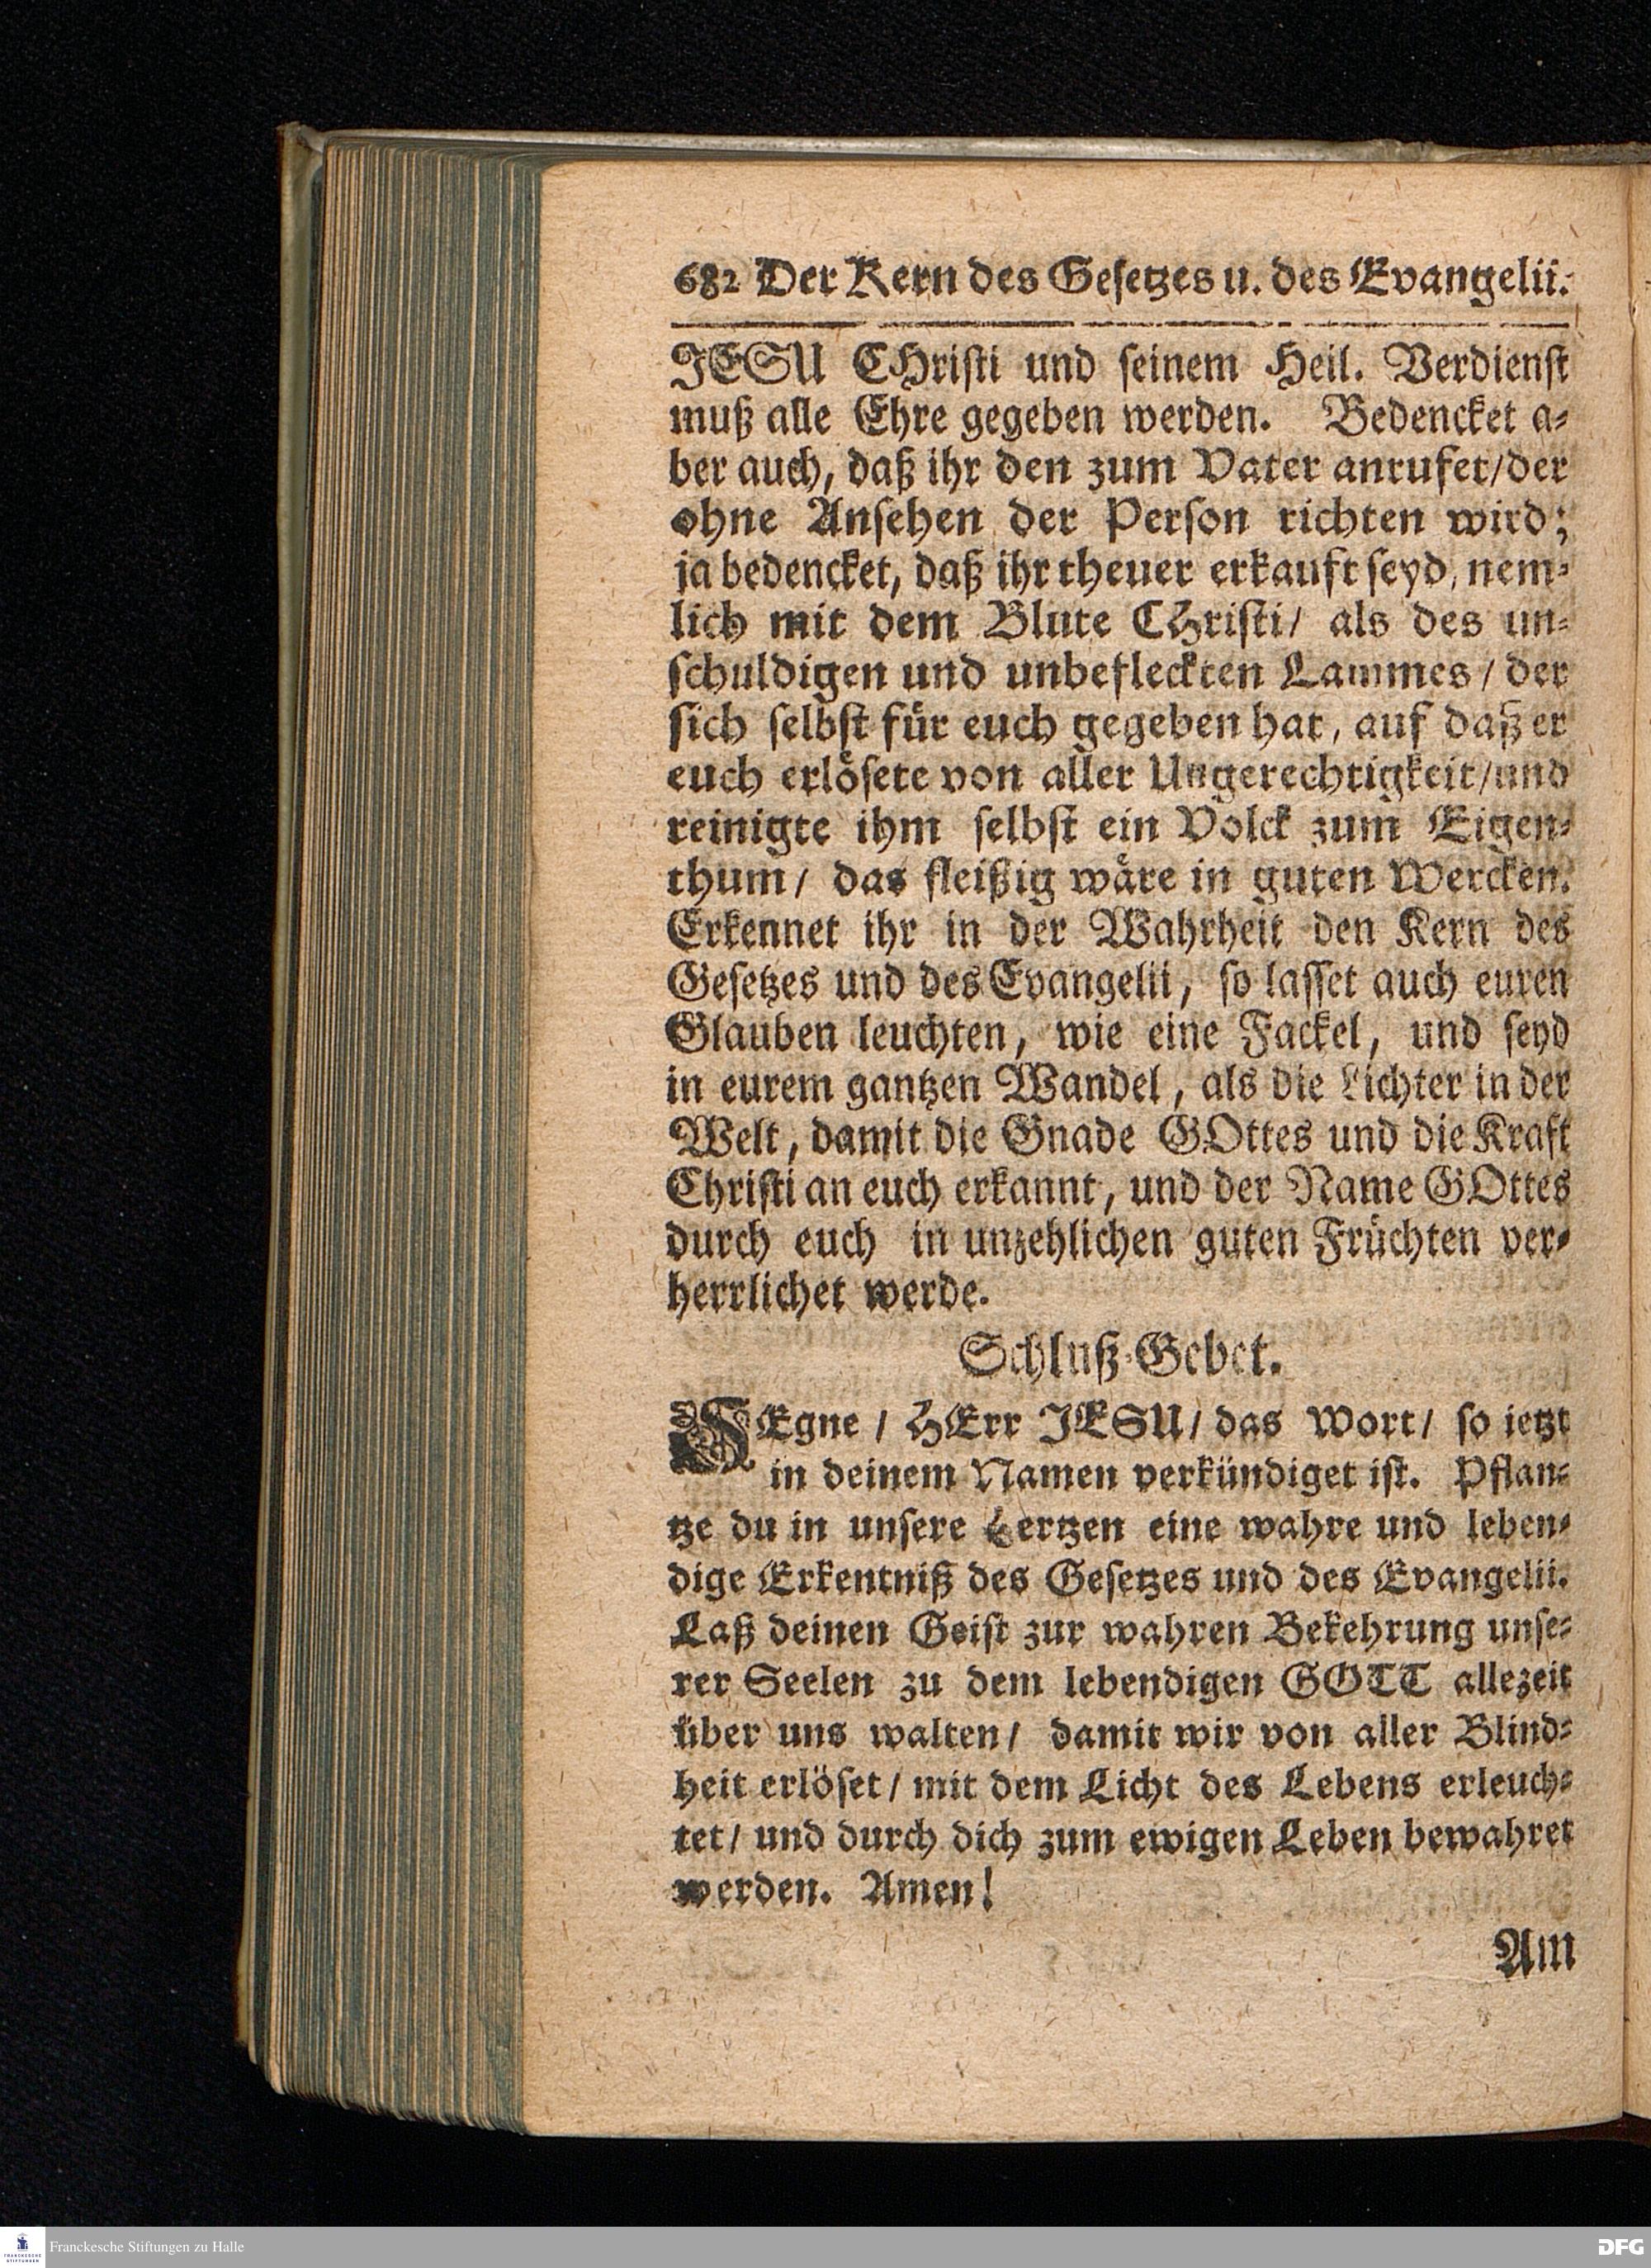 682 Der Kern des Gesetzes u. des Evangelii.
JESU CHristi und seinem Heil. Verdienst
muß alle Ehre gegeben werden. Bedencket a-
ber auch, daß ihr den zum Vater anrufet/der
ohne Ansehen der Person richten wird;
ja bedencket, daß ihr theuer erkauft seyd, nem-
lich mit dem Blute CHristi/ als des un-
schuldigen und unbefleckten Lammes / der
sich selbst für euch gegeben hat, auf daß er
euch erlösete von aller Ungerechtigkeit/und
reinigte ihm selbst ein Volck zum Eigen-
thum/ das fleißig wäre in guten Wercken.
Erkennet ihr in der Wahrheit den Kern des
Gesetzes und des Evangelii, so lasset auch euren
Glauben leuchten, wie eine Fackel, und seyd
in eurem gantzen Wandel, als die Lichter in der
Welt, damit die Gnade GOttes und die Kraft
Christi an euch erkannt, und der Name GOttes
durch euch in unzehlichen guten Früchten ver-
herrlichet werde.
Schluß-Gebet.
SEgne / HErr JESU/ das Wort/ so ietzt
in deinem Namen verkündiget ist. Pflan-
tze du in unsere Hertzen eine wahre und leben-
dige Erkentniß des Gesetzes und des Evangelii.
Laß deinen Geist zur wahren Bekehrung unse-
rer Seelen zu dem lebendigen GOTT allezeit
über uns walten/ damit wir von aller Blind-
heit erlöset/ mit dem Licht des Lebens erleuch-
tet/ und durch dich zum ewigen Leben bewahret
werden. Amen!
Am
FRANCKESCHE
STIFTUNGEN
Franckesche Stiftungen zu Halle
DFG